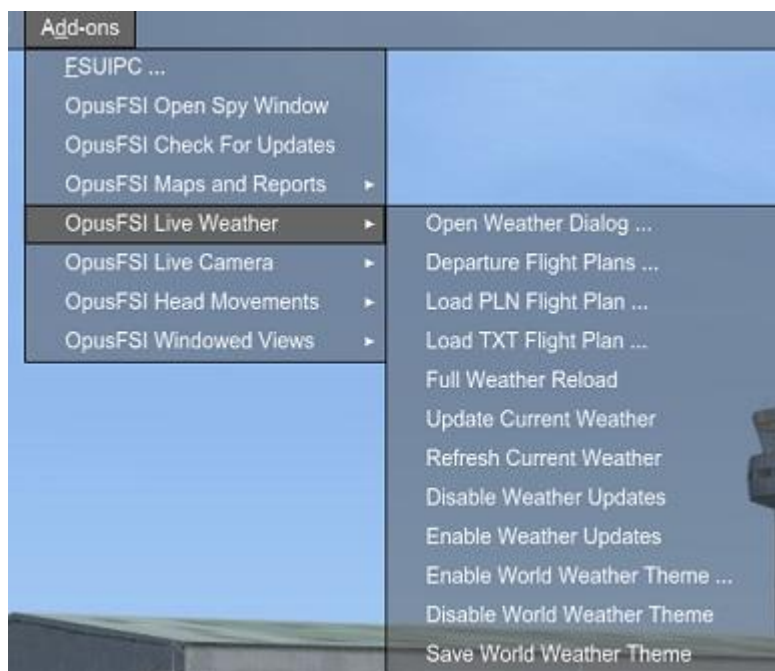 Add-ons
FSUIPC ...
OpusFSI Open Spy Window
OpusFSI Check For Updates
OpusFSI Maps and Reports
OpusFSI Live Weather
OpusFSI Live Camera
OpusFSI Head Movements
OpusFSI Windowed Views
Open Weather Dialog ...
Departure Flight Plans ...
Load PLN Flight Plan ...
Load TXT Flight Plan ...
Full Weather Reload
Update Current Weather
Refresh Current Weather
Disable Weather Updates
Enable Weather Updates
Enable World Weather Theme ...
Disable World Weather Theme
Save World Weather Theme